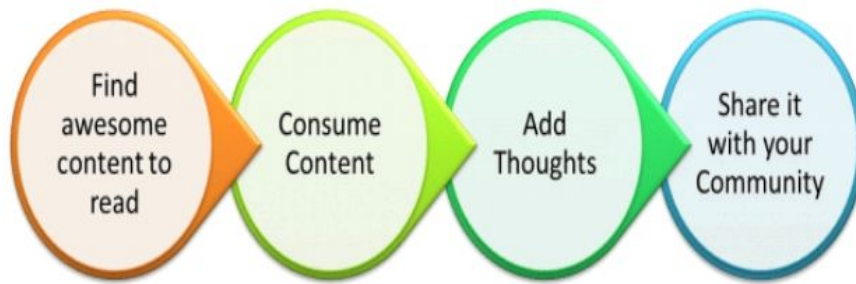 Find
awesome
content to
read
Consume
Content
Add
Thoughts
Share it
with your
Community